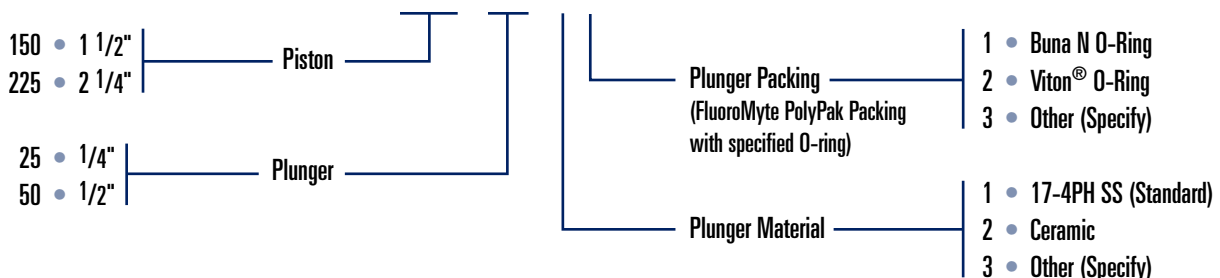 150 • 1 1/2"
225 • 2 1/4"
Piston
25 • 1/4"
50 • 1/2"
Plunger
Plunger Packing
(FluoroMyte PolyPak Packing
with specified O-ring)
1 • Buna N O-Ring
2 • Viton® O-Ring
3 • Other (Specify)
Plunger Material
1 • 17-4PH SS (Standard)
2 • Ceramic
3 • Other (Specify)